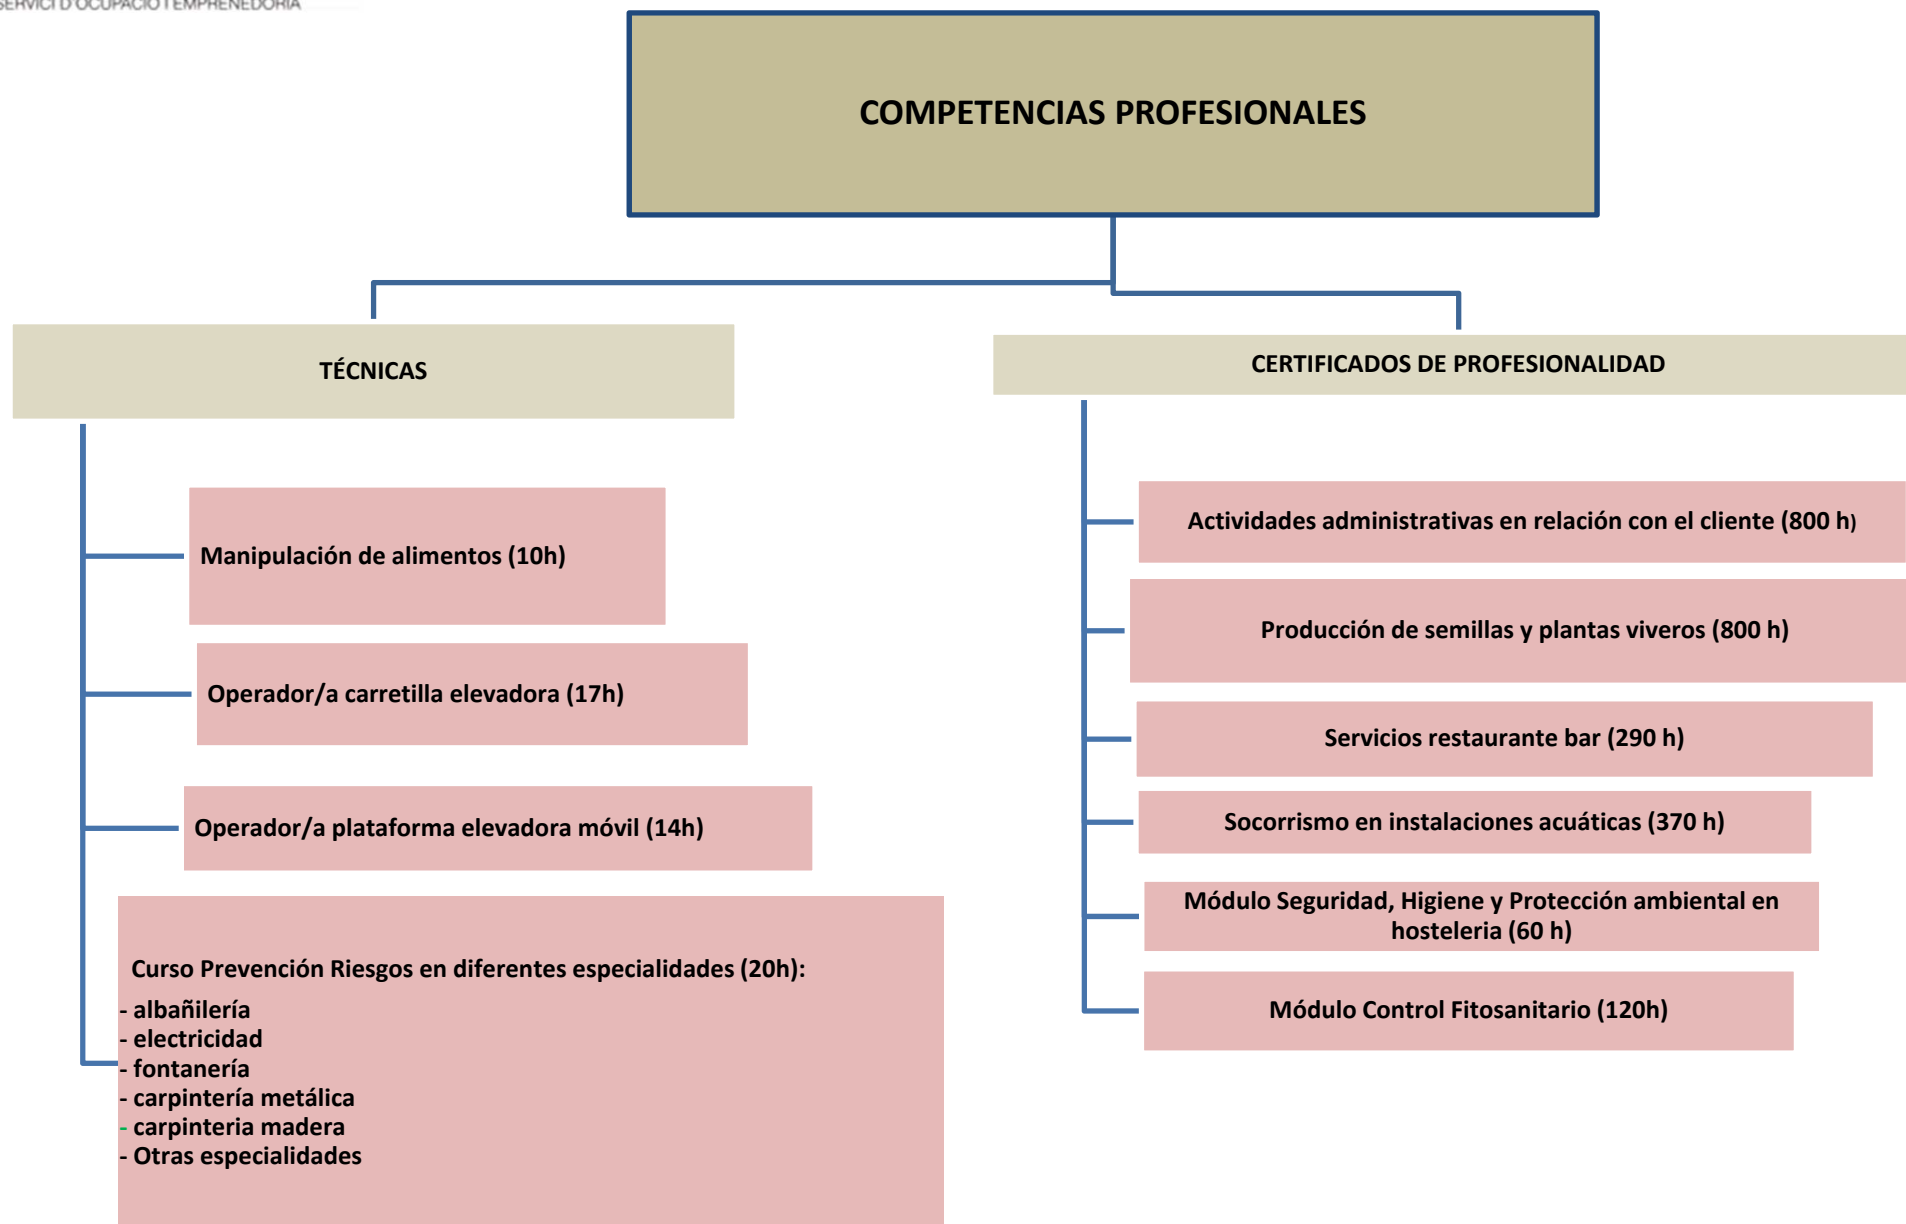 SERVICI D'OCUPACIÓ I EMPRENEDORIA
COMPETENCIAS PROFESIONALES
TÉCNICAS
Manipulación de alimentos (10h)
Operador/a carretilla elevadora (17h)
Operador/a plataforma elevadora móvil (14h)
Curso Prevención Riesgos en diferentes especialidades (20h):
- albañilería
- electricidad
- fontanería
- carpintería metálica
- carpinteria madera
- Otras especialidades
CERTIFICADOS DE PROFESIONALIDAD
Actividades administrativas en relación con el cliente (800 h)
Producción de semillas y plantas viveros (800 h)
Servicios restaurante bar (290 h)
Socorrismo en instalaciones acuáticas (370 h)
Módulo Seguridad, Higiene y Protección ambiental en
hosteleria (60 h)
Módulo Control Fitosanitario (120h)